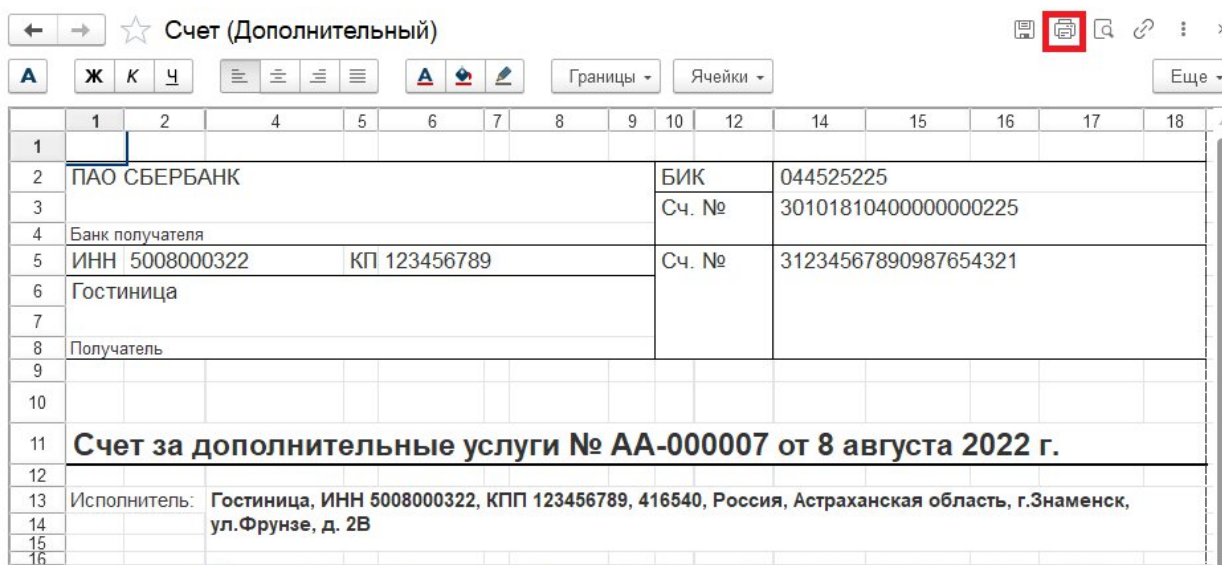 Счет (Дополнительный)
А Ж К Ч А Границы Ячейки Еще
1 2 4 5 6 7 8 9 10 12 14 15 16 17 18
1
2 ПАО СБЕРБАНК БИК 044525225
3 Сч. № 30101810400000000225
4 Банк получателя
5 ИНН 5008000322 КП 123456789 Сч. № 31234567890987654321
6 Гостиница
7
8 Получатель
9
10
11 Счет за дополнительные услуги № АА-000007 от 8 августа 2022 г.
12
13 Исполнитель: Гостиница, ИНН 5008000322, КПП 123456789, 416540, Россия, Астраханская область, г.Знаменск,
14 ул.Фрунзе, д. 2В
15
16